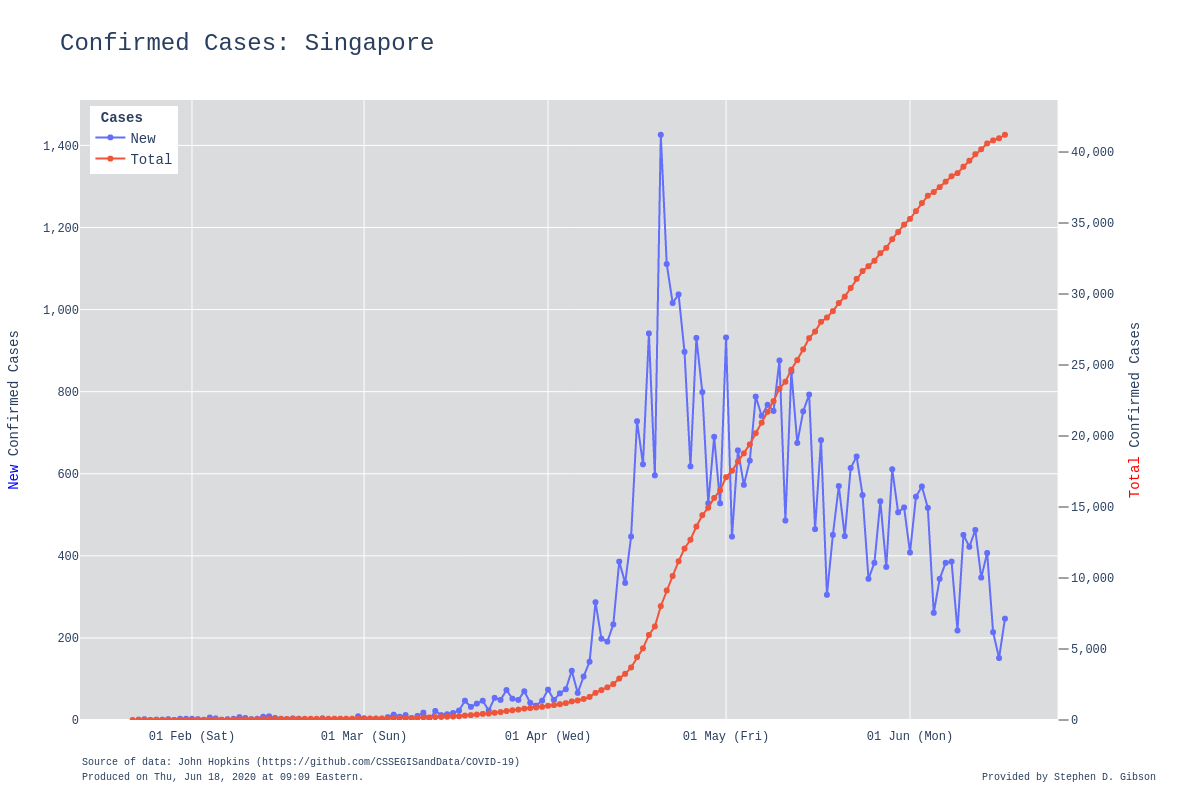 Confirmed Cases: Singapore
Cases
New
Total
1,400
1,200
1,000
800
600
400
200
0
New Confirmed Cases
40,000
35,000
30,000
25,000
20,000
15,000
10,000
5,000
0
Total Confirmed Cases
01 Feb (Sat)
01 Mar (Sun)
01 Apr (Wed)
01 May (Fri)
01 Jun (Mon)
Source of data: John Hopkins (https://github.com/CSSEGISandData/COVID-19)
Produced on Thu, Jun 18, 2020 at 09:09 Eastern.
Provided by Stephen D. Gibson